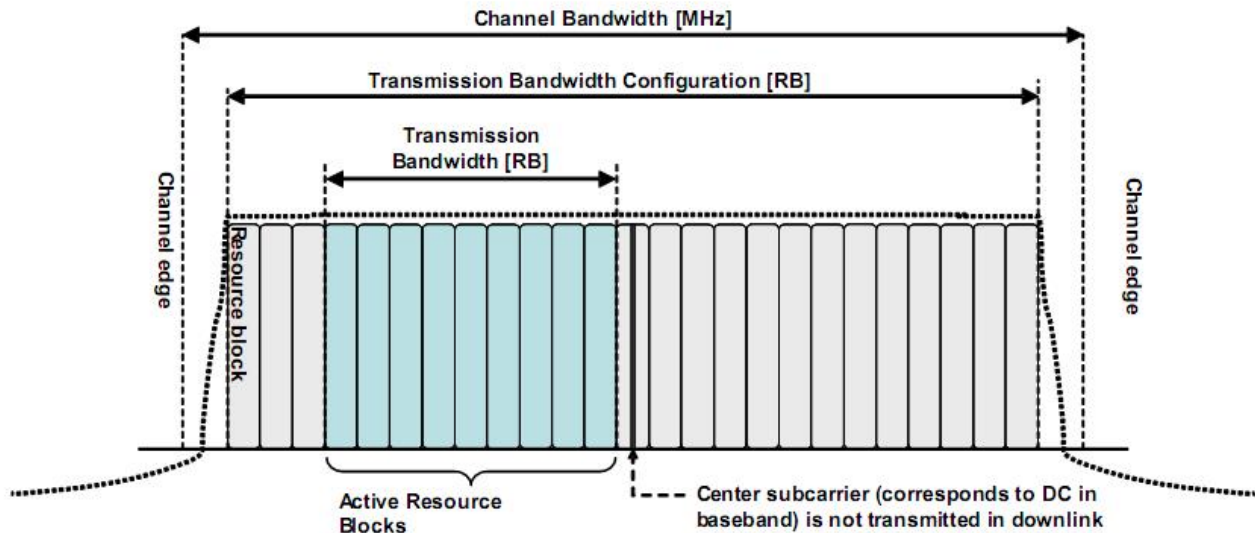 Channel Bandwidth [MHz]
Transmission Bandwidth Configuration [RB]
Transmission
Bandwidth [RB]
Channel edge
Resource block
Channel edge
Active Resource
Blocks
Center subcarrier (corresponds to DC in
baseband) is not transmitted in downlink